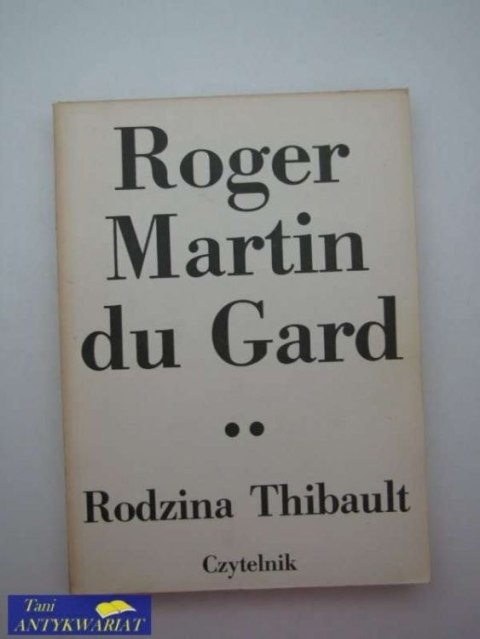 Roger
Martin
du Gard
••
Rodzina Thibault
Czytelnik
Tani
ANTYKWARIAT